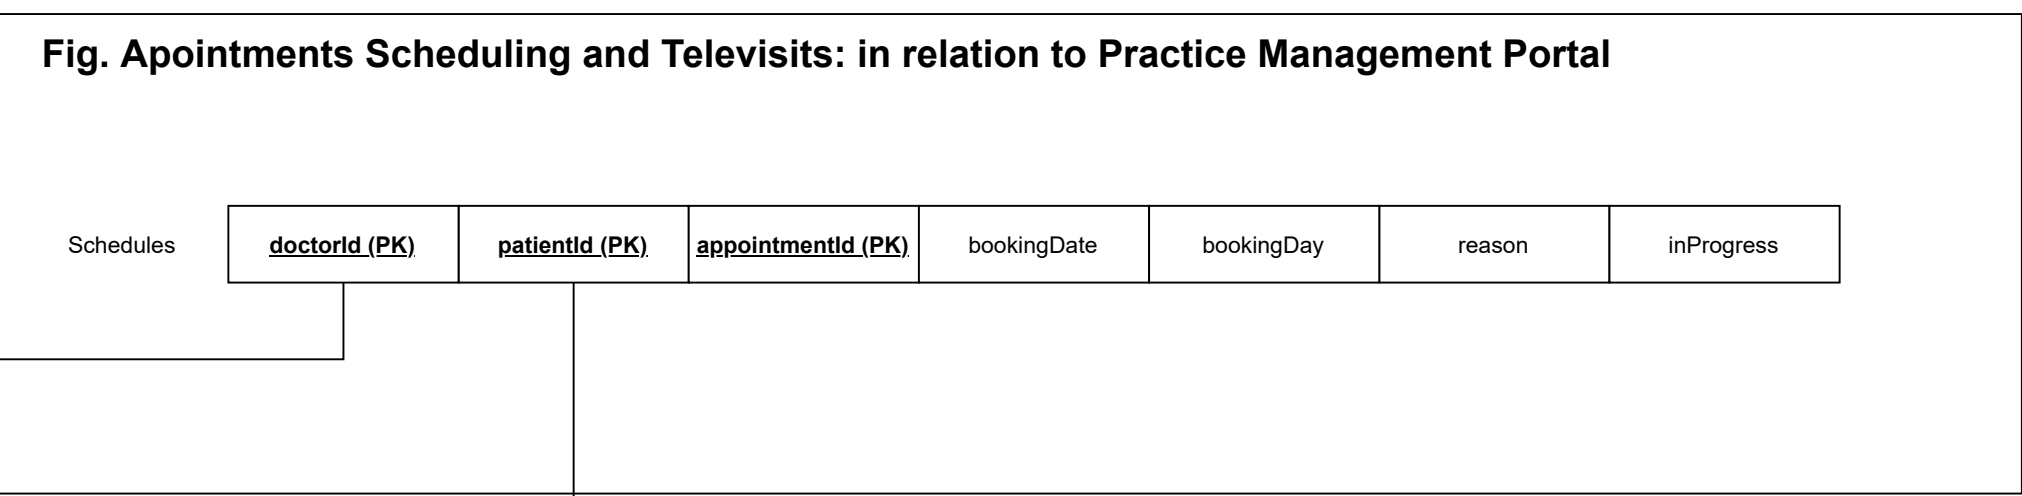 Fig. Apointments Scheduling and Televisits: in relation to Practice Management Portal
Schedules doctorId (PK) patientId (PK) appointmentId (PK) bookingDate bookingDay reason inProgress